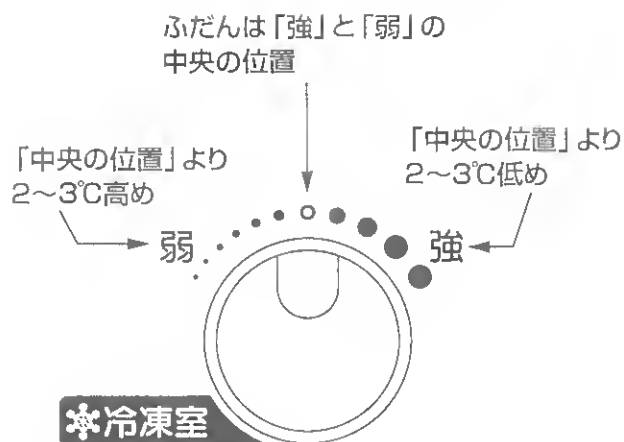 ふだんは「強」と「弱」の
中央の位置
「中央の位置」より
2〜3℃高め
「中央の位置」より
2〜3℃低め
弱
強
冷凍室